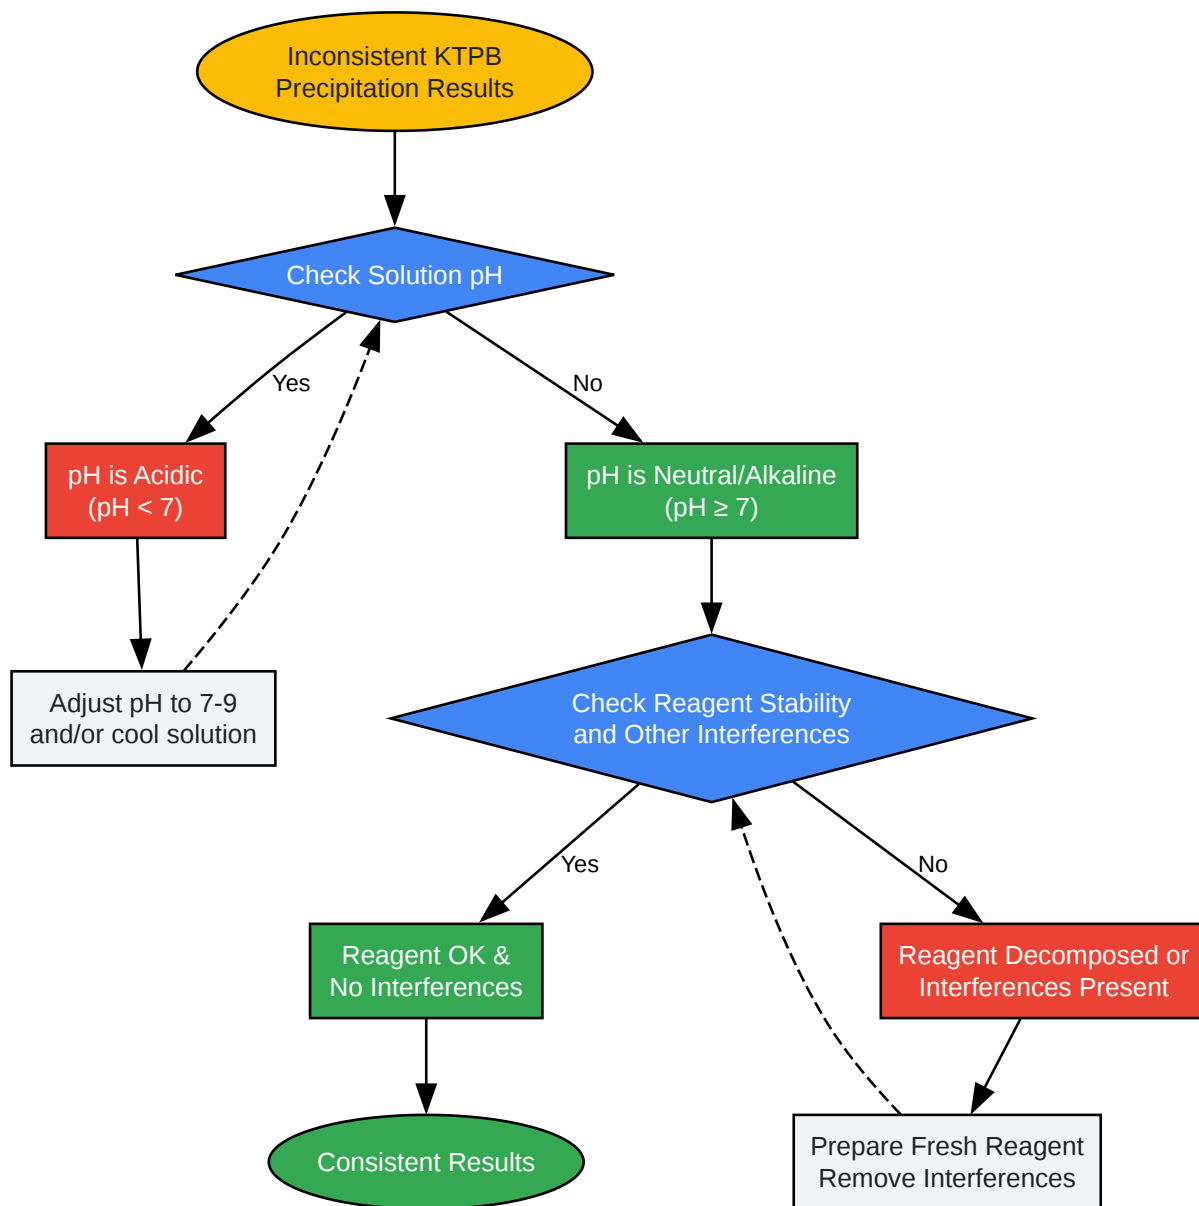 Inconsistent KTPB
Precipitation Results
Check Solution pH
Yes
No
pH is Acidic
(pH < 7)
pH is Neutral/Alkaline
(pH ≥ 7)
Adjust pH to 7-9
and/or cool solution
Check Reagent Stability
and Other Interferences
Yes
No
Reagent OK &
No Interferences
Reagent Decomposed or
Interferences Present
Consistent Results
Prepare Fresh Reagent
Remove Interferences